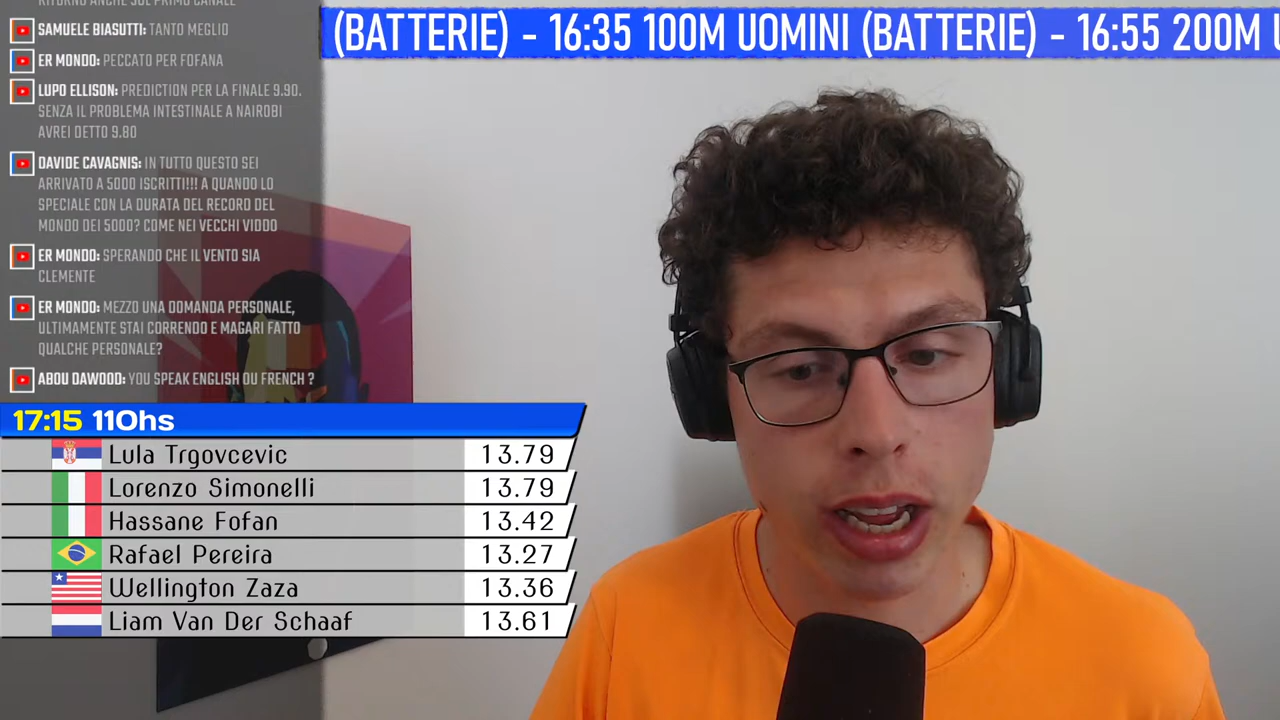 RITORNO ANCHE SUL PRIMO CANALE
SAMUELE BIASUTTI: TANTO MEGLIO
ER MONDO: PECCATO PER FOFANA
LUPO ELLISON: PREDICTION PER LA FINALE 9.90.
SENZA IL PROBLEMA INTESTINALE A NAIROBI
AVREI DETTO 9.80
DAVIDE CAVAGNIS: IN TUTTO QUESTO SEI
ARRIVATO A 5000 ISCRITTI!!! A QUANDO LO
SPECIALE CON LA DURATA DEL RECORD DEL
MONDO DEI 5000? COME NEI VECCHI VIDDO
ER MONDO: SPERANDO CHE IL VENTO SIA
CLEMENTE
ER MONDO: MEZZO UNA DOMANDA PERSONALE,
ULTIMAMENTE STAI CORRENDO E MAGARI FATTO
QUALCHE PERSONALE?
ABOU DAWOOD: YOU SPEAK ENGLISH OU FRENCH ?
(BATTERIE) - 16:35 100M UOMINI (BATTERIE) - 16:55 200M U
17:15 110hs
Lula Trgovcevic 13.79
Lorenzo Simonelli 13.79
Hassane Fofan 13.42
Rafael Pereira 13.27
Wellington Zaza 13.36
Liam Van Der Schaaf 13.61